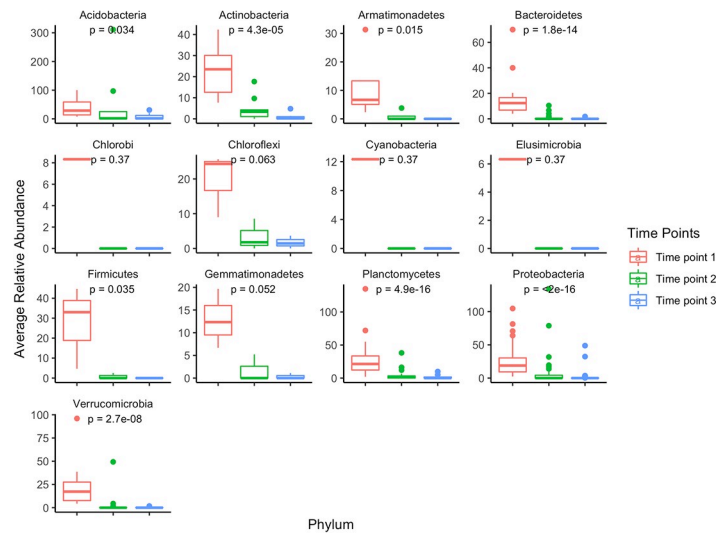 Acidobacteria
p = 0.034
300
200
100
0
Actinobacteria
p = 4.3e-05
40
30
20
10
0
Armatimonadetes
p = 0.015
30
20
10
0
Bacteroidetes
p = 1.8e-14
60
40
20
0
Chlorobi
p = 0.37
8
6
4
2
0
Chloroflexi
p = 0.063
20
10
0
Cyanobacteria
p = 0.37
12
8
4
0
Elusimicrobia
p = 0.37
6
4
2
0
Firmicutes
p = 0.035
40
30
20
10
0
Gemmatimonadetes
p = 0.052
20
15
10
5
0
Planctomycetes
p = 4.9e-16
100
50
0
Proteobacteria
p = <2e-16
100
50
0
Verrucomicrobia
p = 2.7e-08
100
75
50
25
0
Average Relative Abundance
Phylum
Time Points
a Time point 1
a Time point 2
a Time point 3